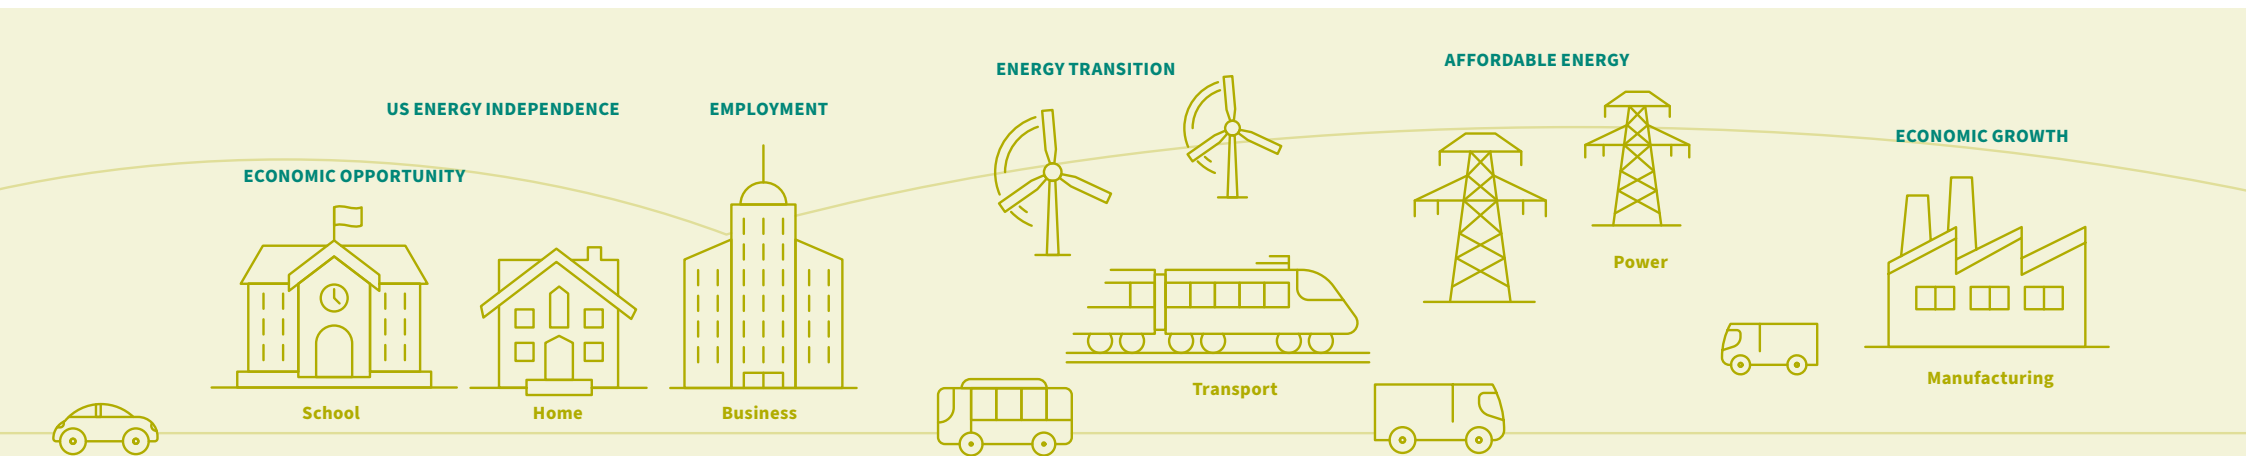 ENERGY TRANSITION
AFFORDABLE ENERGY
US ENERGY INDEPENDENCE
EMPLOYMENT
ECONOMIC GROWTH
ECONOMIC OPPORTUNITY
Power
Manufacturing
Transport
School
Home
Business